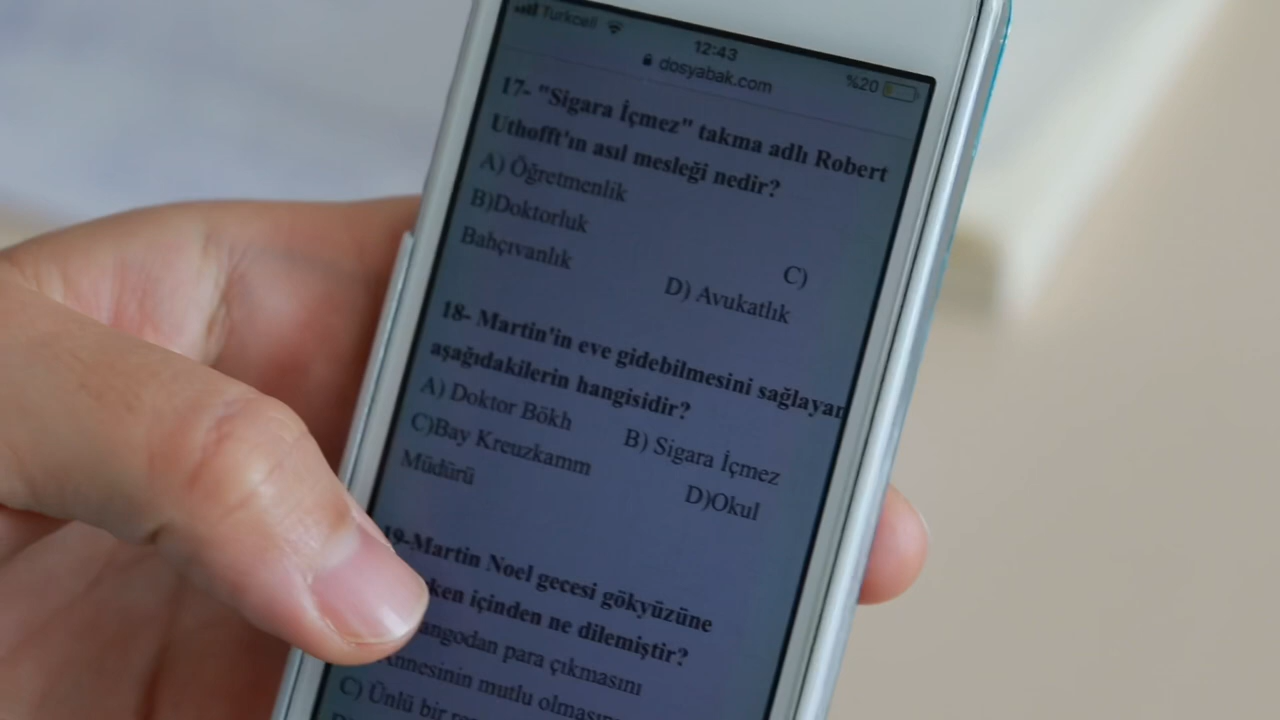 Turkcell
12:43
%20
dosyabak.com
17- "Sigara İçmez" takma adlı Robert
Uthofft'ın asıl mesleği nedir?
A) Öğretmenlik
B)Doktorluk
C)
Bahçıvanlık
D) Avukatlık
18- Martin'in eve gidebilmesini sağlayan
aşağıdakilerin hangisidir?
A) Doktor Bökh B) Sigara İçmez
C)Bay Kreuzkamm D)Okul
Müdürü
19-Martin Noel gecesi gökyüzüne
ken içinden ne dilemiştir?
angodan para çıkmasını
Annesinin mutlu olmasını
C) Ünlü bir